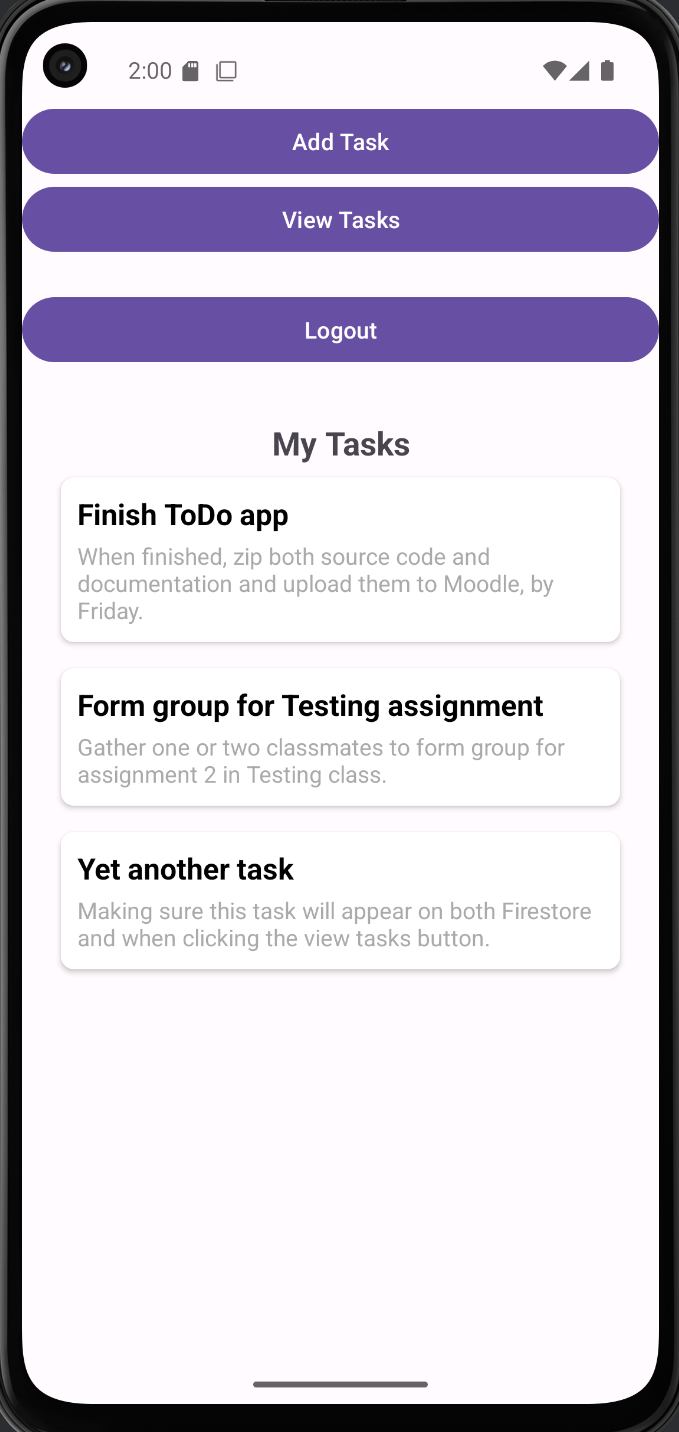 2:00
Add Task
View Tasks
Logout
My Tasks
Finish ToDo app
When finished, zip both source code and
documentation and upload them to Moodle, by
Friday.
Form group for Testing assignment
Gather one or two classmates to form group for
assignment 2 in Testing class.
Yet another task
Making sure this task will appear on both Firestore
and when clicking the view tasks button.